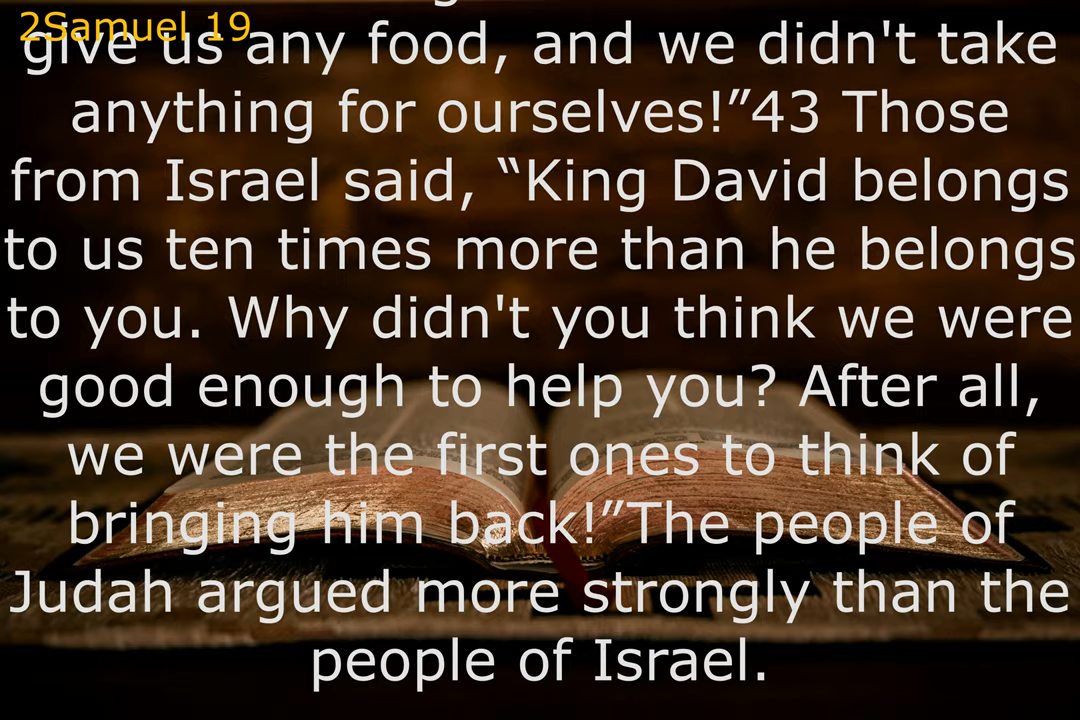 2Samuel 19
give us any food, and we didn't take
anything for ourselves!”43 Those
from Israel said, “King David belongs
to us ten times more than he belongs
to you. Why didn't you think we were
good enough to help you? After all,
we were the first ones to think of
bringing him back!”The people of
Judah argued more strongly than the
people of Israel.